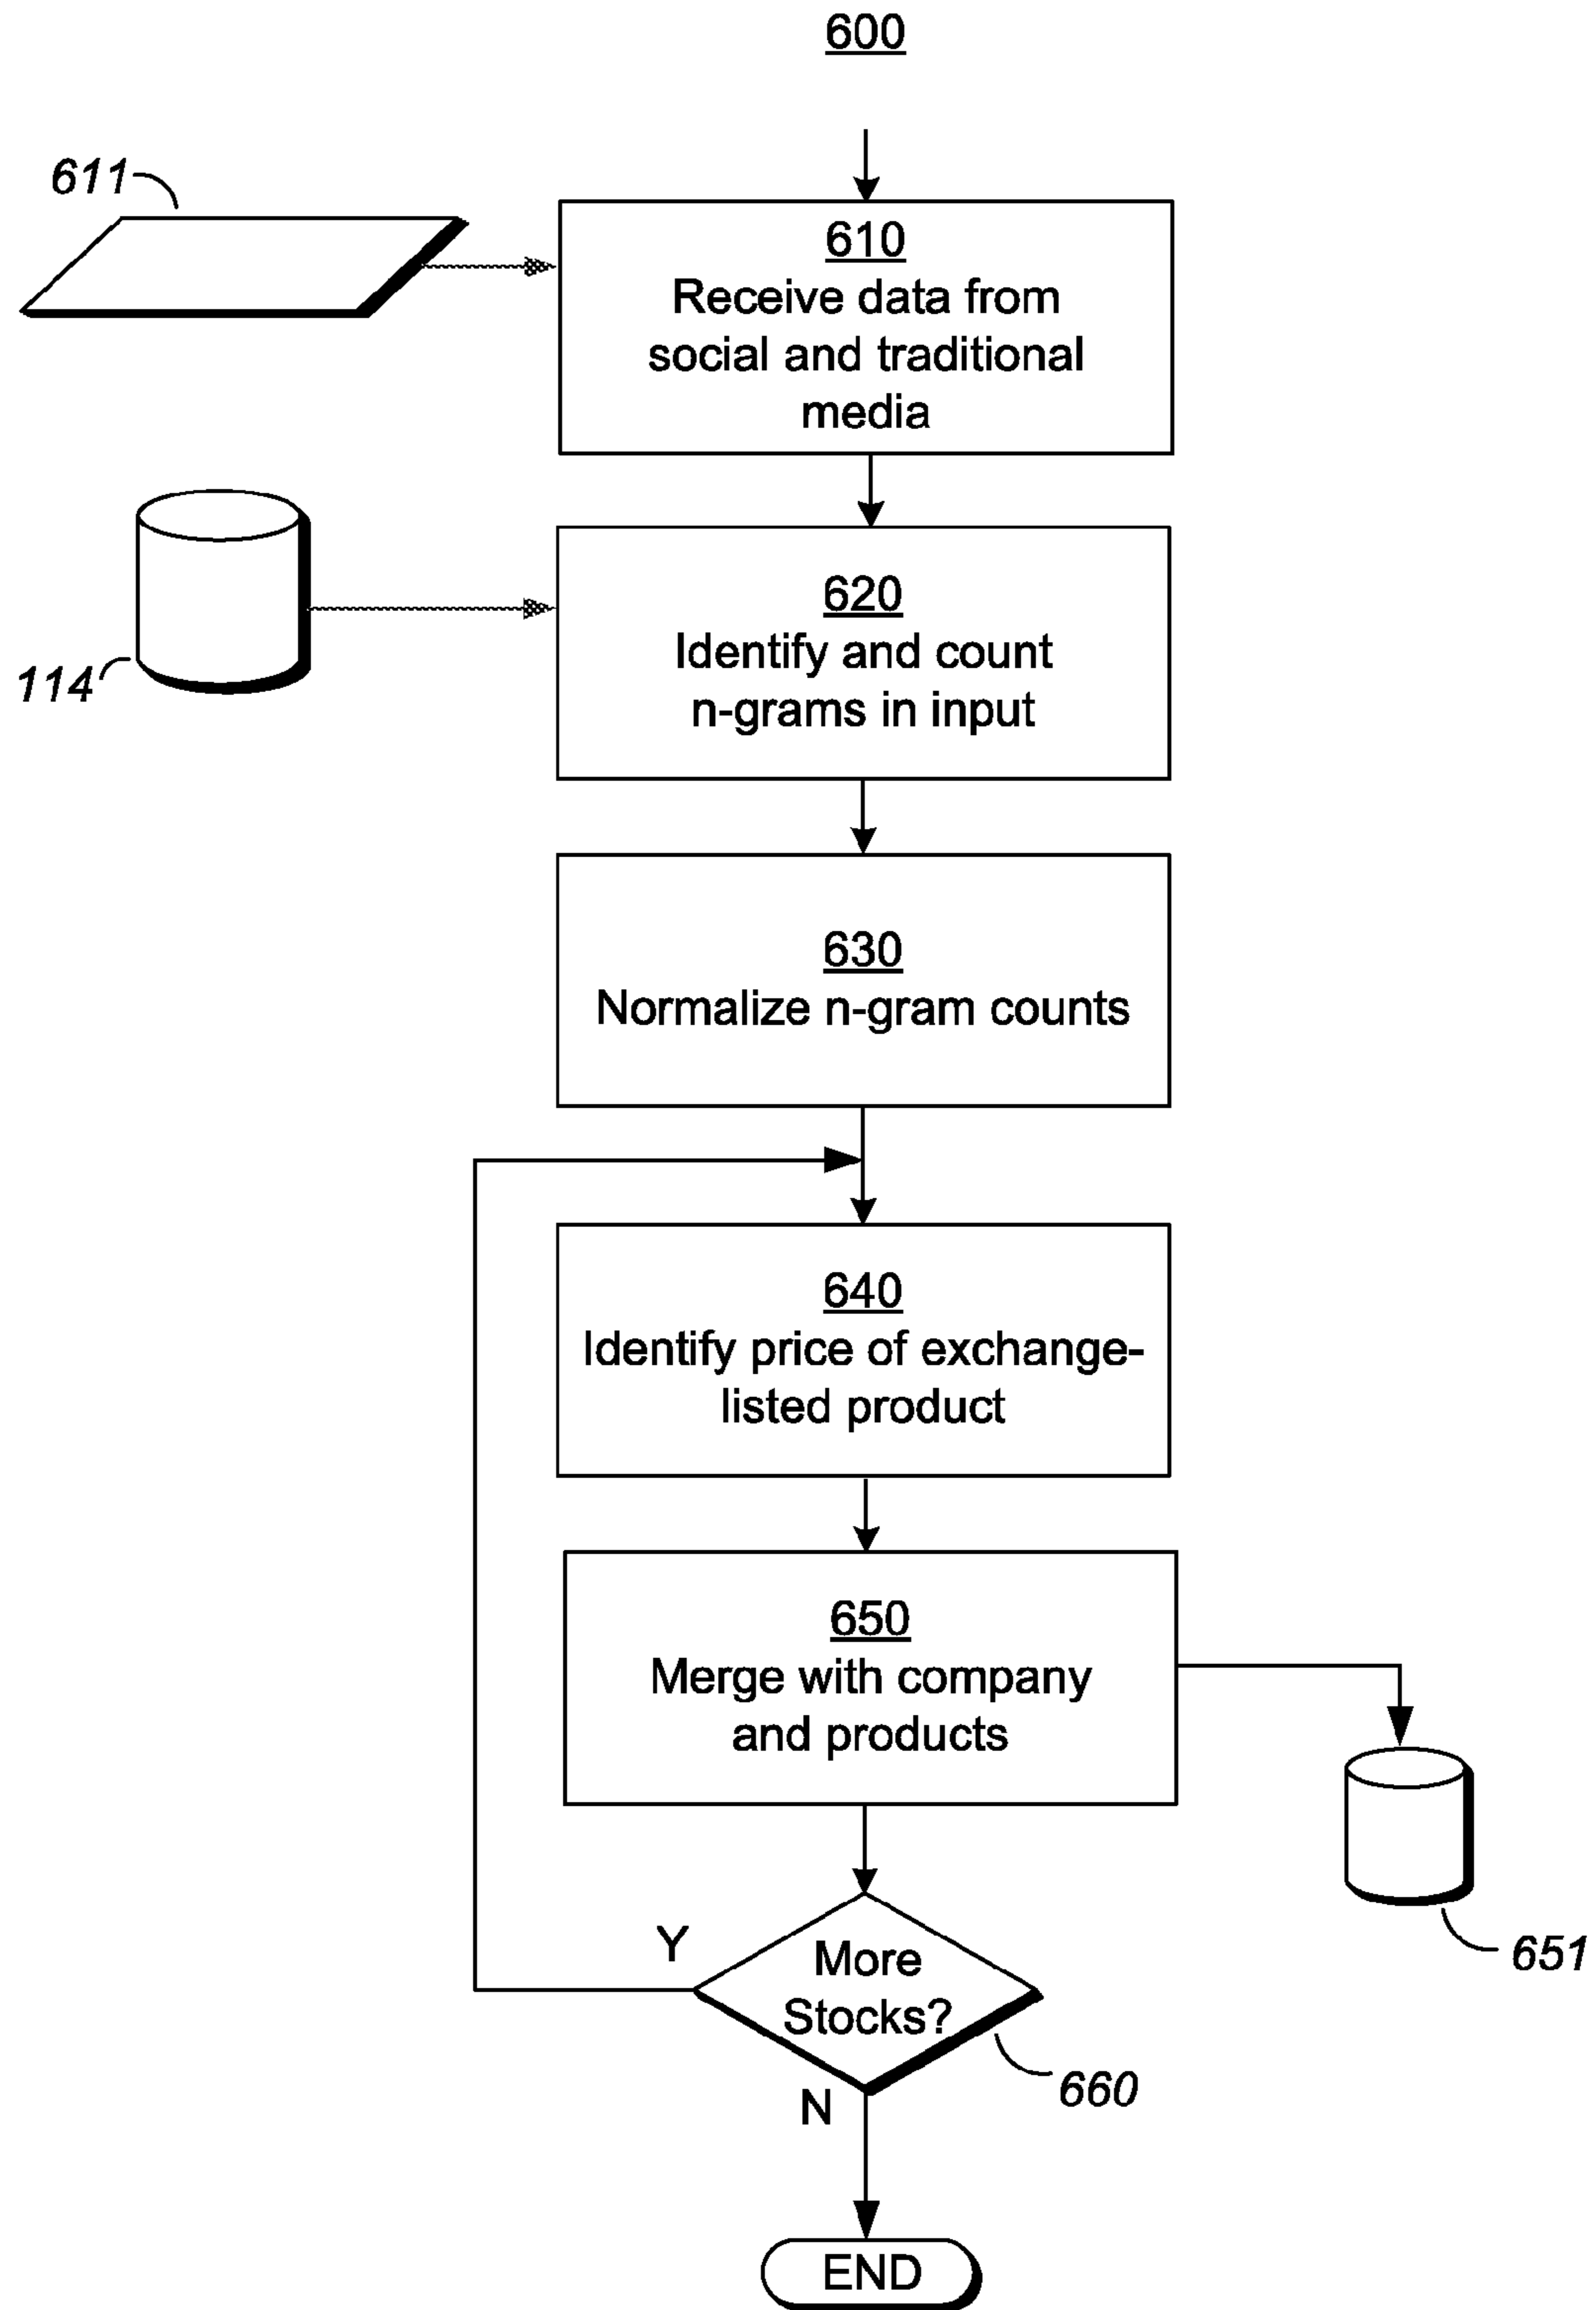 600
611
610
Receive data from
social and traditional
media
114
620
Identify and count
n-grams in input
630
Normalize n-gram counts
640
Identify price of exchange-
listed product
650
Merge with company
and products
651
Y
More
Stocks?
660
N
END